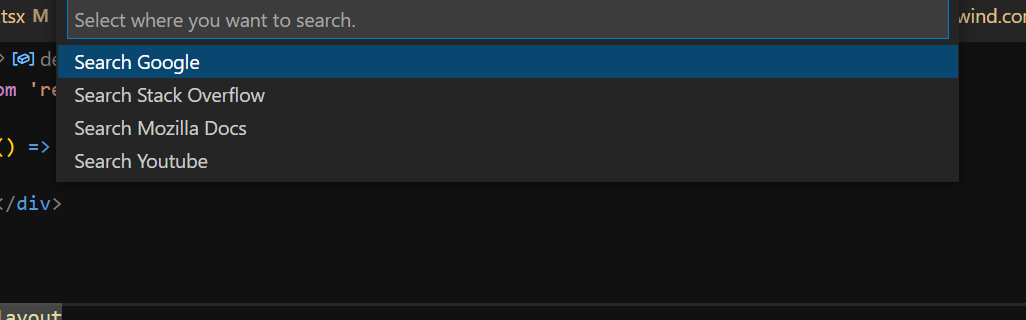 tsx M
Select where you want to search.
wind.con
> de
Search Google
om 're
Search Stack Overflow
Search Mozilla Docs
() =>
Search Youtube
</div>
layout